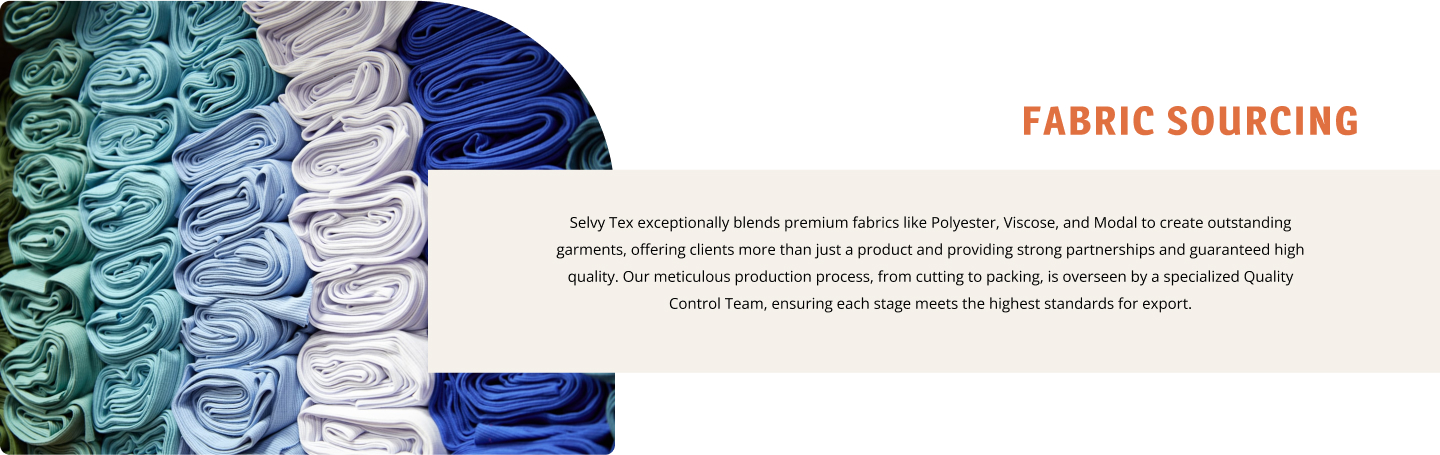 FABRIC SOURCING
Selvy Tex exceptionally blends premium fabrics like Polyester, Viscose, and Modal to create outstanding
garments, offering clients more than just a product and providing strong partnerships and guaranteed high
quality. Our meticulous production process, from cutting to packing, is overseen by a specialized Quality
Control Team, ensuring each stage meets the highest standards for export.